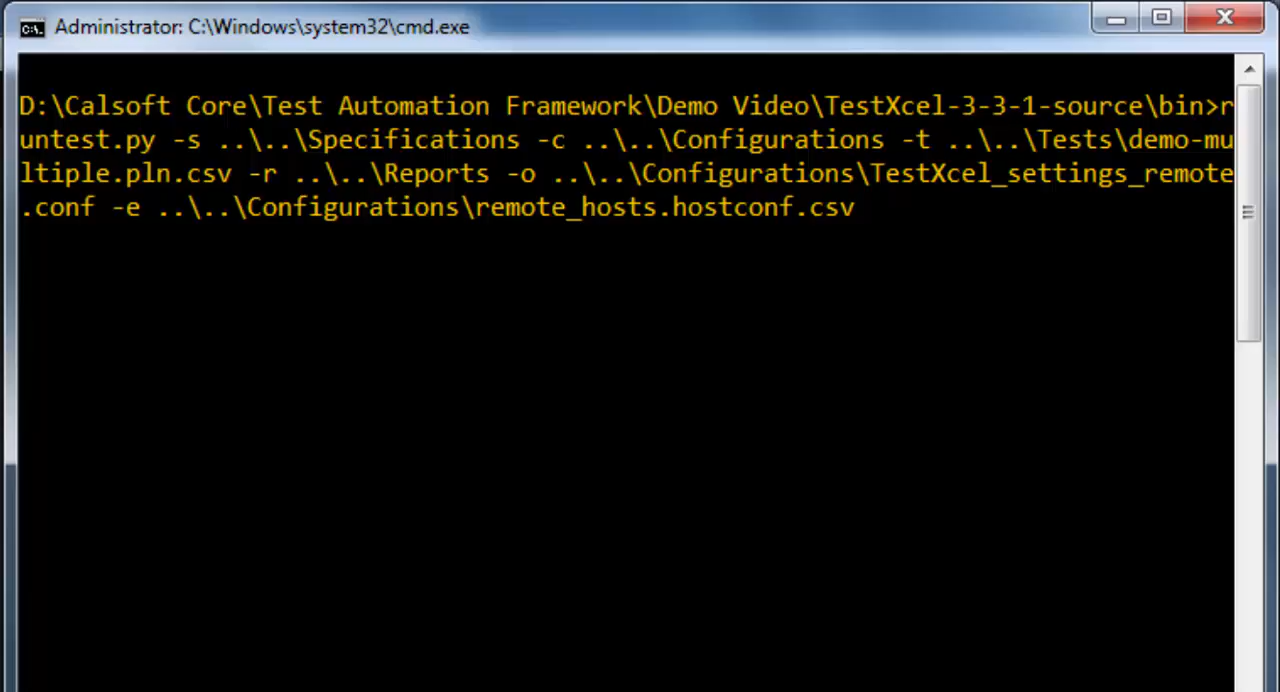 Administrator: C:\Windows\system32\cmd.exe
D:\Calsoft Core\Test Automation Framework\Demo Video\TestXcel-3-3-1-source\bin>r
untest.py -s ..\..\Specifications -c ..\..\Configurations -t ..\..\Tests\demo-mu
ltiple.pln.csv -r ..\..\Reports -o ..\..\Configurations\TestXcel_settings_remote
.conf -e ..\..\Configurations\remote_hosts.hostconf.csv